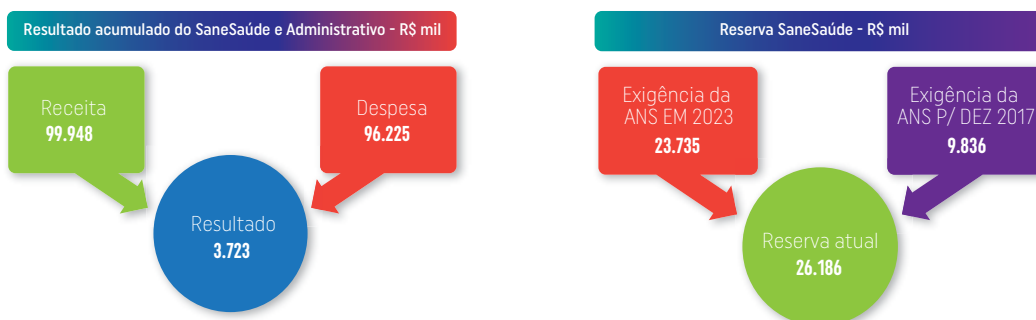 Resultado acumulado do SaneSaúde e Administrativo - R$ mil
Receita
99.948
Despesa
96.225
Resultado
3.723
Reserva SaneSaúde - R$ mil
Exigência da
ANS EM 2023
23.735
Exigência da
ANS P/ DEZ 2017
9.836
Reserva atual
26.186